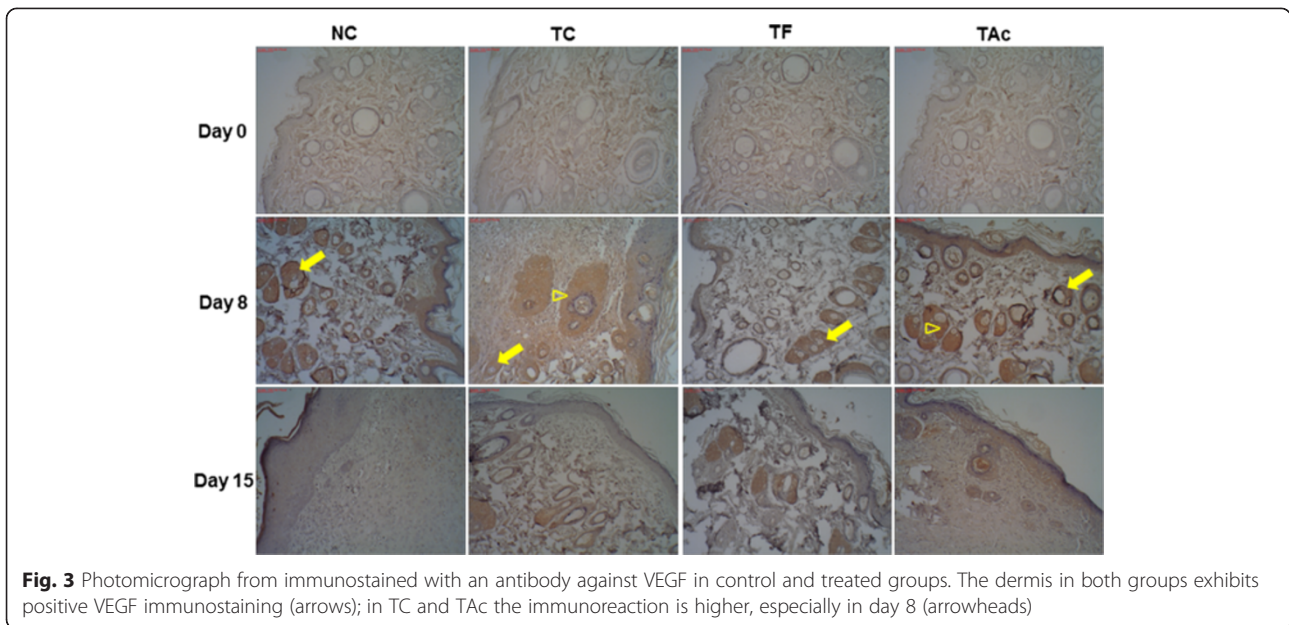 NC TC TF TAc
Day 0
Day 8
Day 15
Fig. 3 Photomicrograph from immunostained with an antibody against VEGF in control and treated groups. The dermis in both groups exhibits
positive VEGF immunostaining (arrows); in TC and TAc the immunoreaction is higher, especially in day 8 (arrowheads)